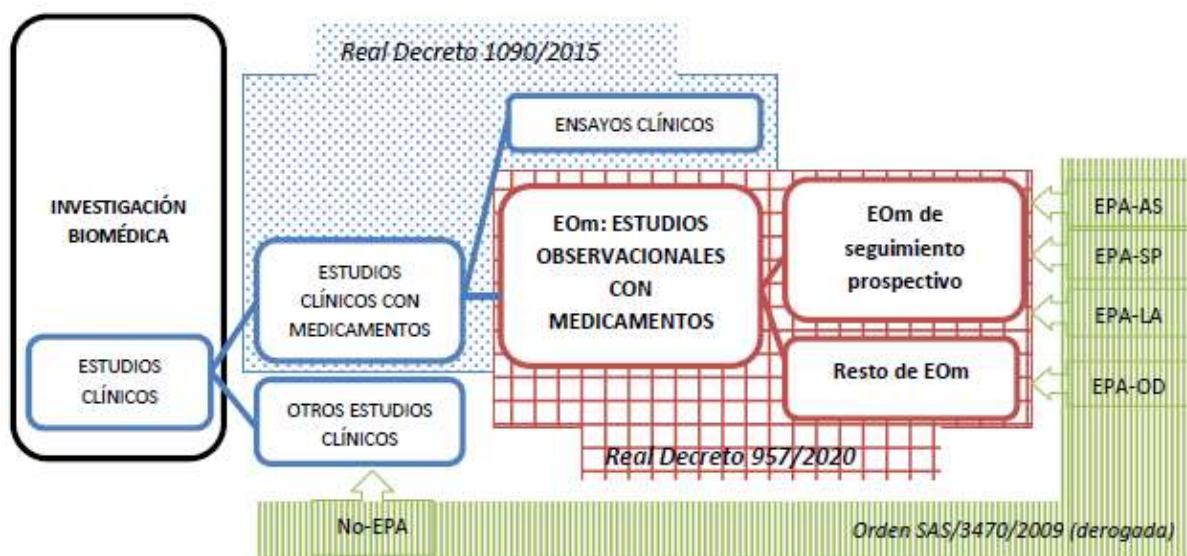 Real Decreto 1090/2015
ENSAYOS CLÍNICOS
INVESTIGACIÓN
BIOMÉDICA
ESTUDIOS
CLÍNICOS
ESTUDIOS
CLÍNICOS CON
MEDICAMENTOS
OTROS ESTUDIOS
CLÍNICOS
EOm: ESTUDIOS
OBSERVACIONALES
CON
MEDICAMENTOS
EOm de
seguimiento
prospectivo
Resto de EOm
Real Decreto 957/2020
EPA-AS
EPA-SP
EPA-LA
EPA-OD
No-EPA
Orden SAS/3470/2009 (derogada)